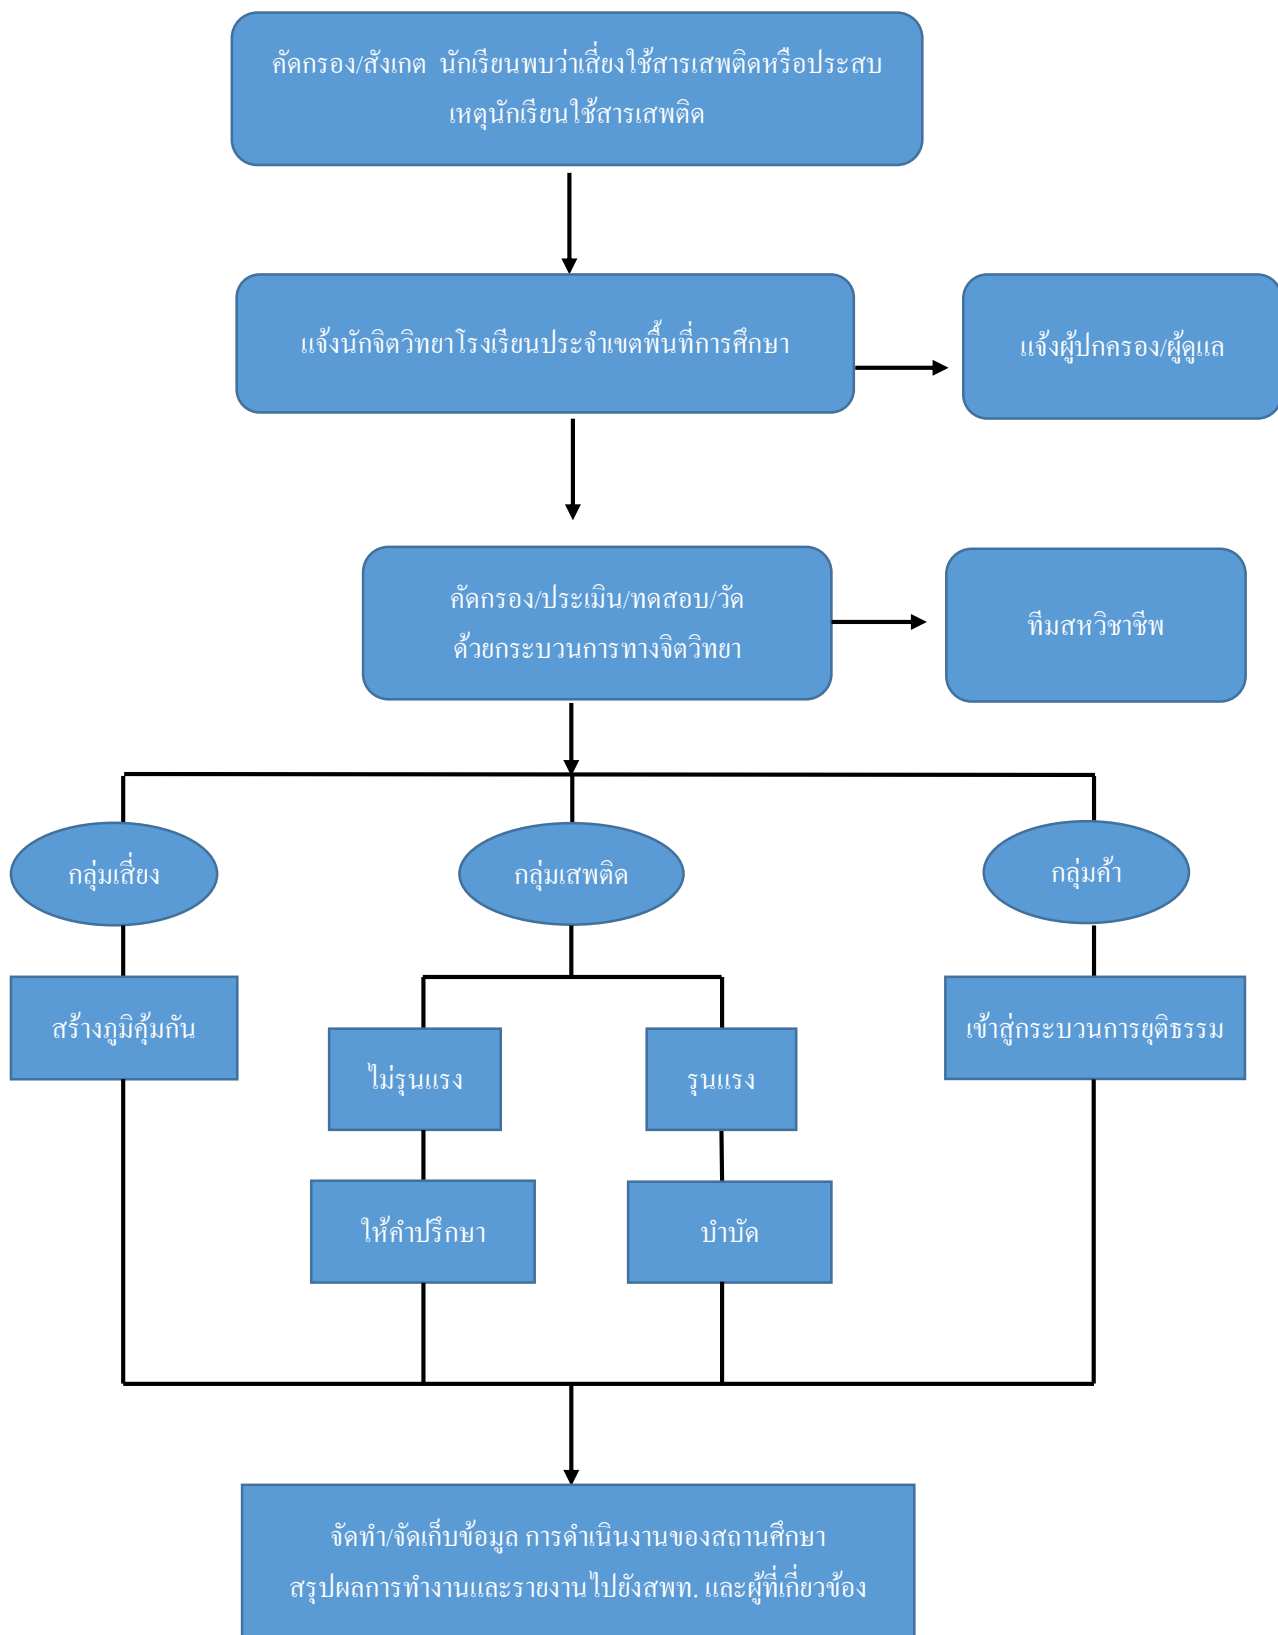 คัดกรอง/สังเกต นักเรียนพบว่าเสี่ยงใช้สารเสพติดหรือประสบ
เหตุนักเรียนใช้สารเสพติด
แจ้งนักจิตวิทยาโรงเรียนประจำเขตพื้นที่การศึกษา
แจ้งผู้ปกครอง/ผู้ดูแล
คัดกรอง/ประเมิน/ทดสอบ/วัด
ด้วยกระบวนการทางจิตวิทยา
ทีมสหวิชาชีพ
กลุ่มเสี่ยง
กลุ่มเสพติด
กลุ่มค้า
สร้างภูมิคุ้มกัน
เข้าสู่กระบวนการยุติธรรม
ไม่รุนแรง
รุนแรง
ให้คำปรึกษา
บำบัด
จัดทำ/จัดเก็บข้อมูล การดำเนินงานของสถานศึกษา
สรุปผลการทำงานและรายงานไปยังสพท. และผู้ที่เกี่ยวข้อง